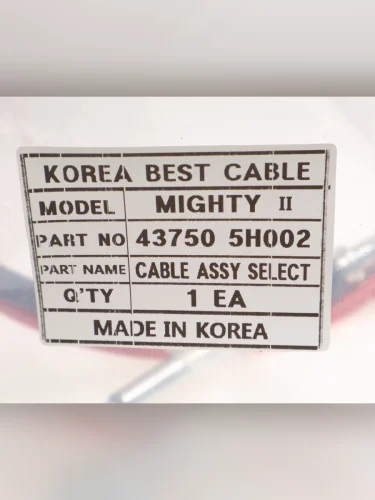 KOREA BEST CABLE
MODEL MIGHTY II
PART NO 43750 5H002
PART NAME CABLE ASSY SELECT
Q'TY 1 EA
MADE IN KOREA